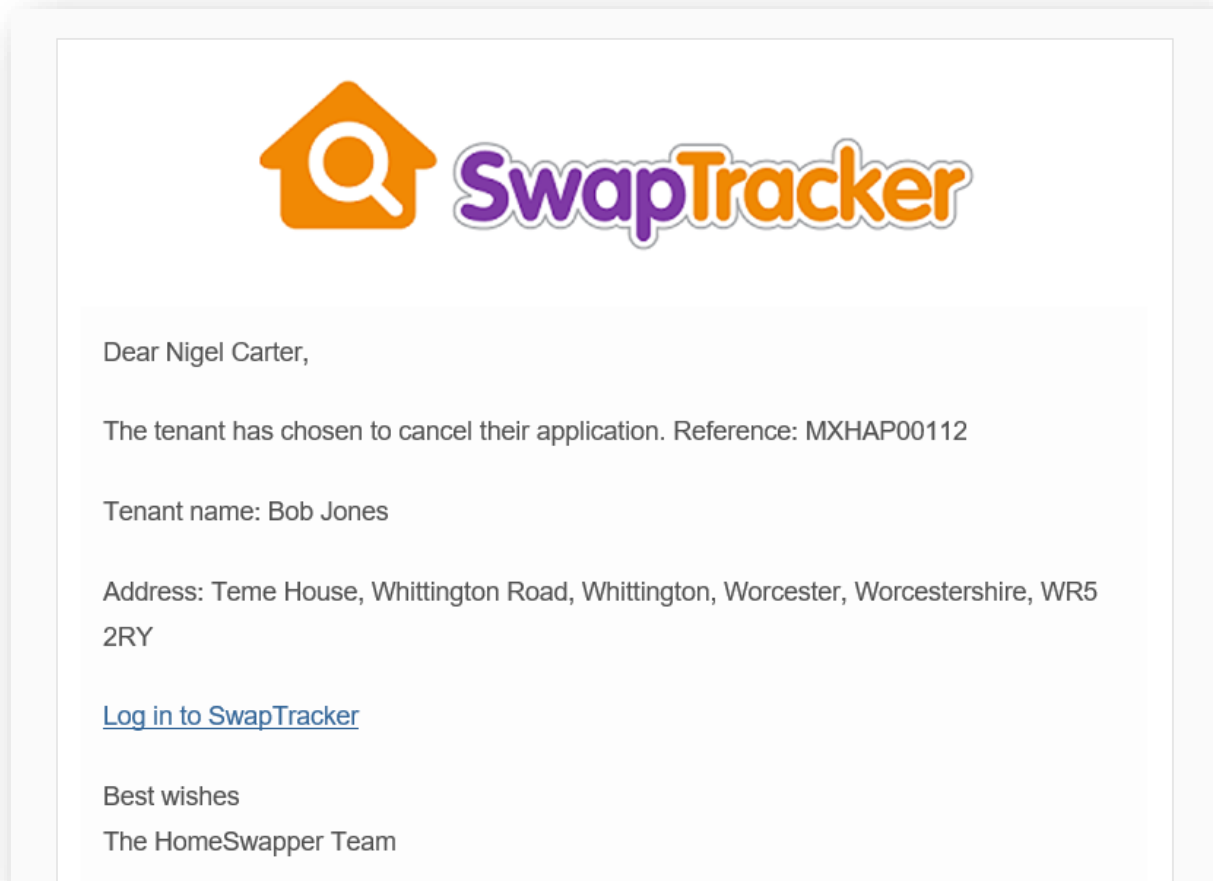 SwapTracker
Dear Nigel Carter,
The tenant has chosen to cancel their application. Reference: MXHAP00112
Tenant name: Bob Jones
Address: Teme House, Whittington Road, Whittington, Worcester, Worcestershire, WR5
2RY
Log in to SwapTracker
Best wishes
The HomeSwapper Team